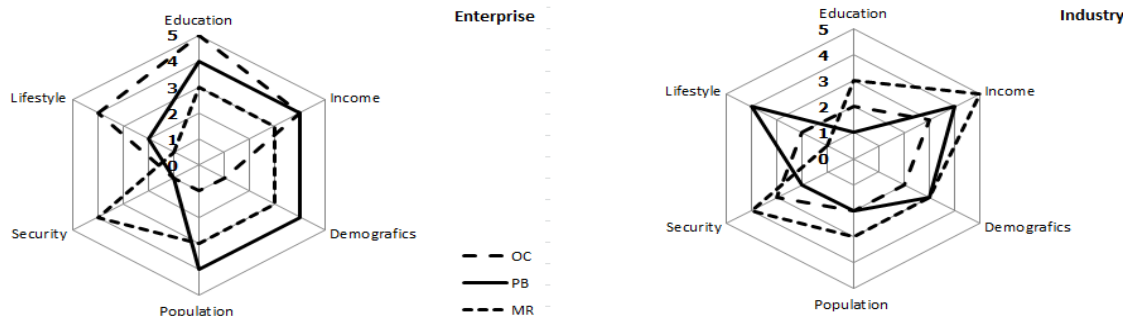 Enterprise
Education
5
4
3
2
1
0
Lifestyle
Income
Security
Demografics
Population
OC
PB
MR
Industry
Education
5
4
3
2
1
0
Lifestyle
Income
Security
Demografics
Population